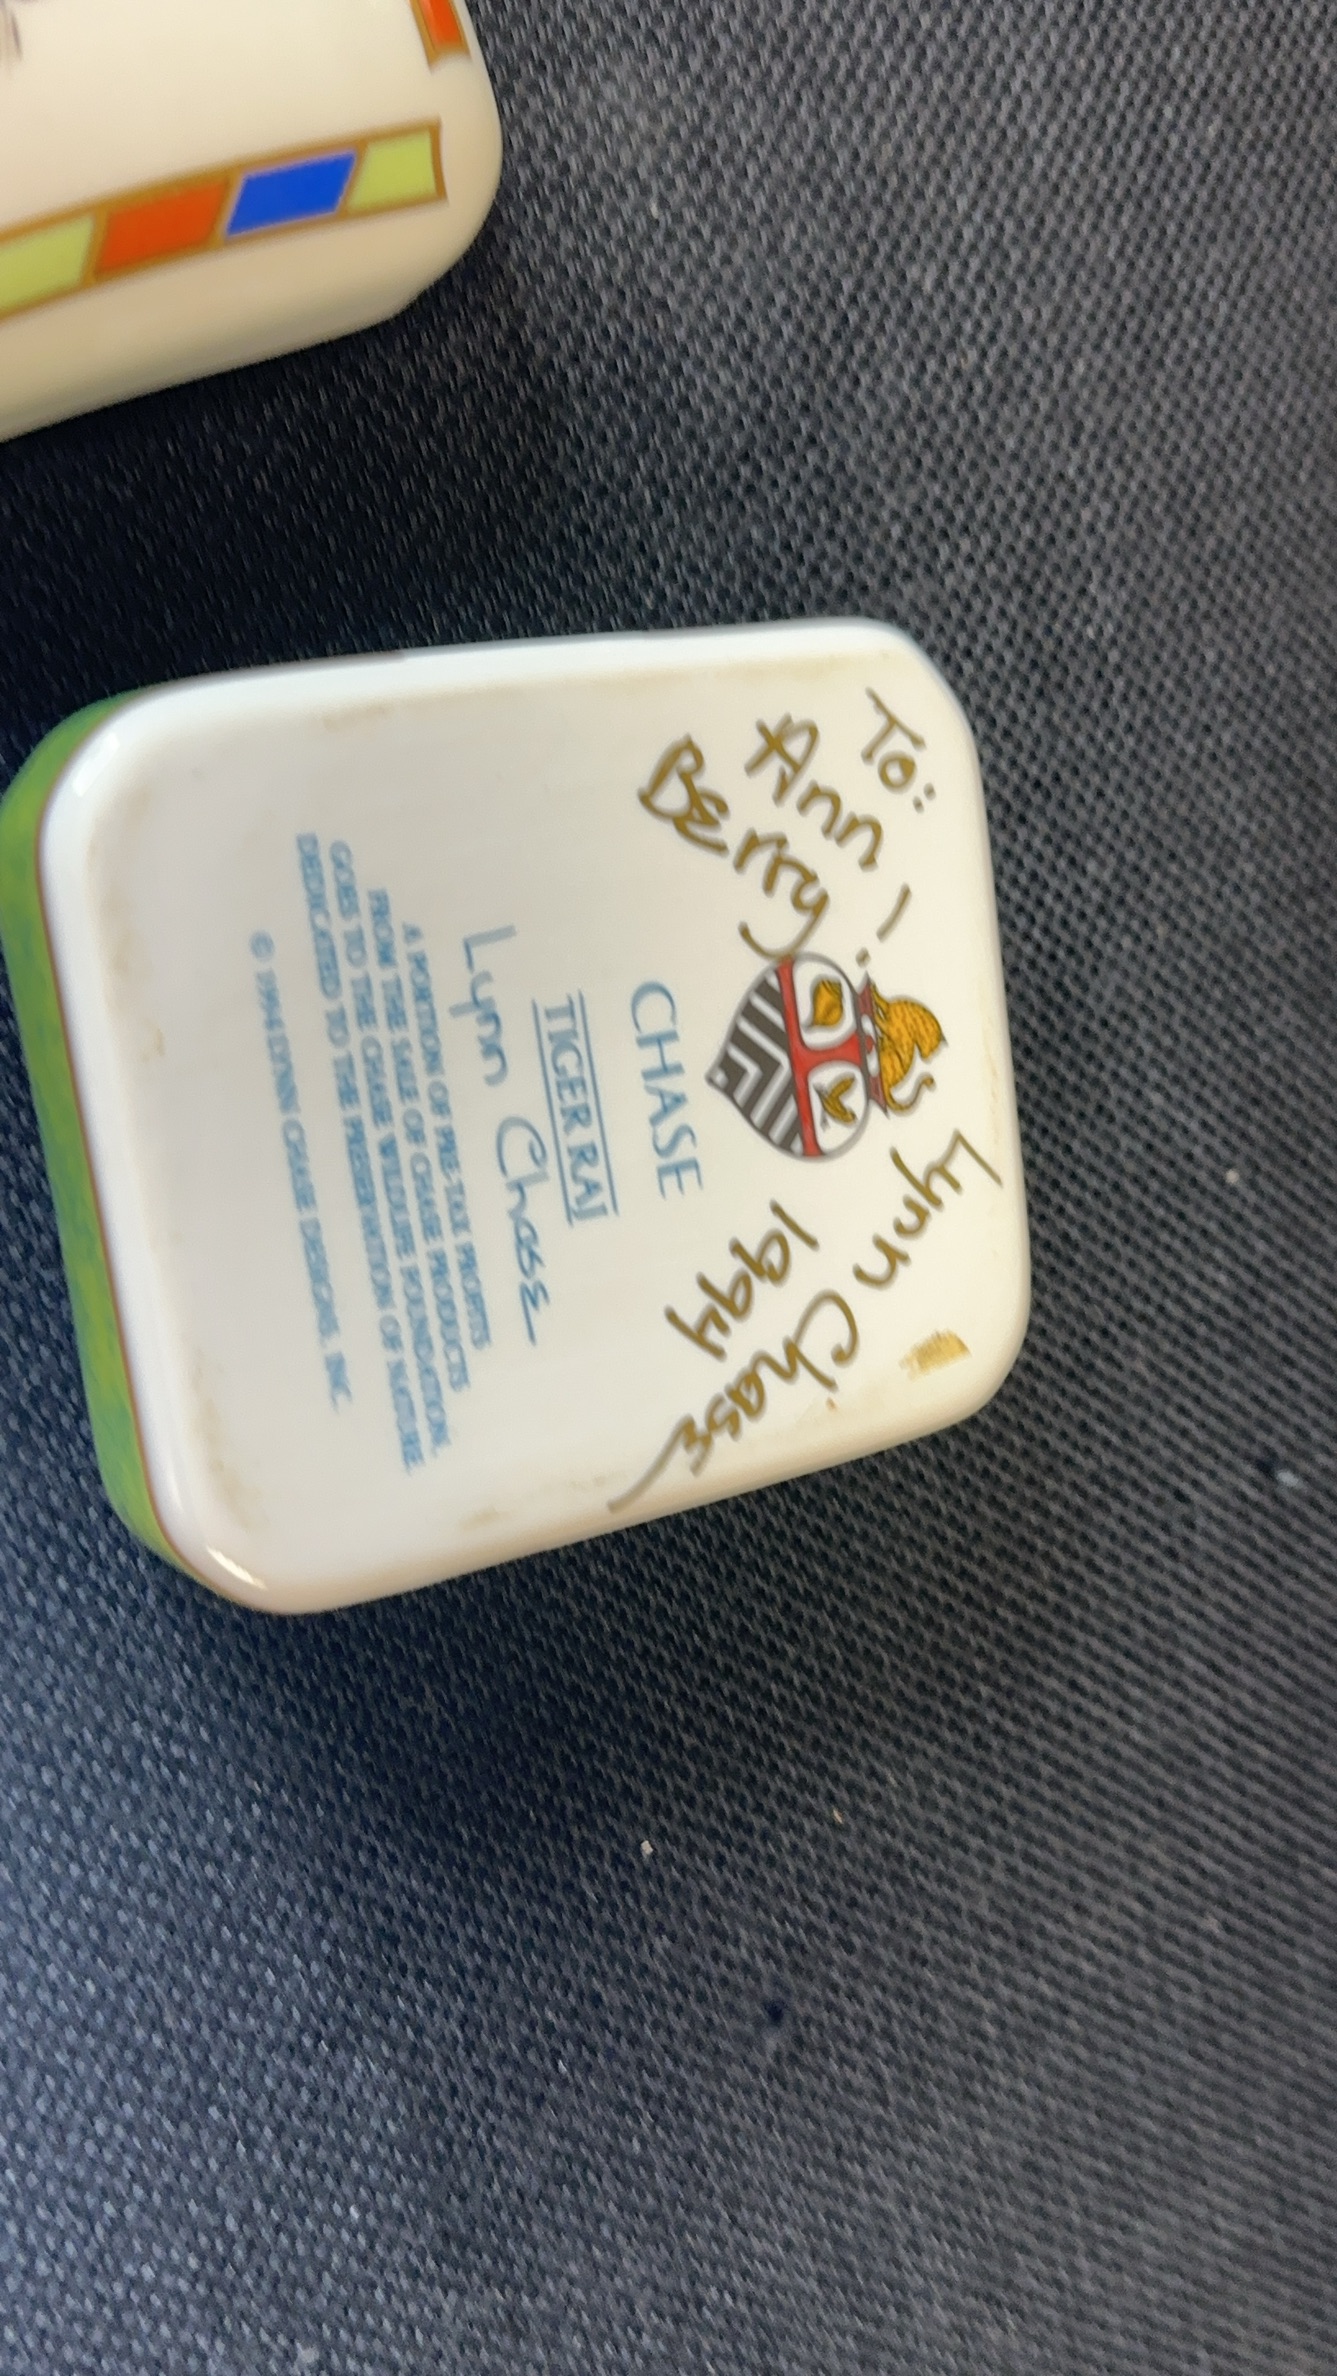 To:
Ann –
Berry
Lynn Chase
1994
CHASE
TIGER RAJ
Lynn Chase
A PORTION OF PRE-TAX PROFITS
FROM THE SALE OF CHASE PRODUCTS
GOES TO THE CHASE WILDLIFE FOUNDATION,
DEDICATED TO THE PRESERVATION OF NATURE.
© 1994 LYNN CHASE DESIGNS, INC.